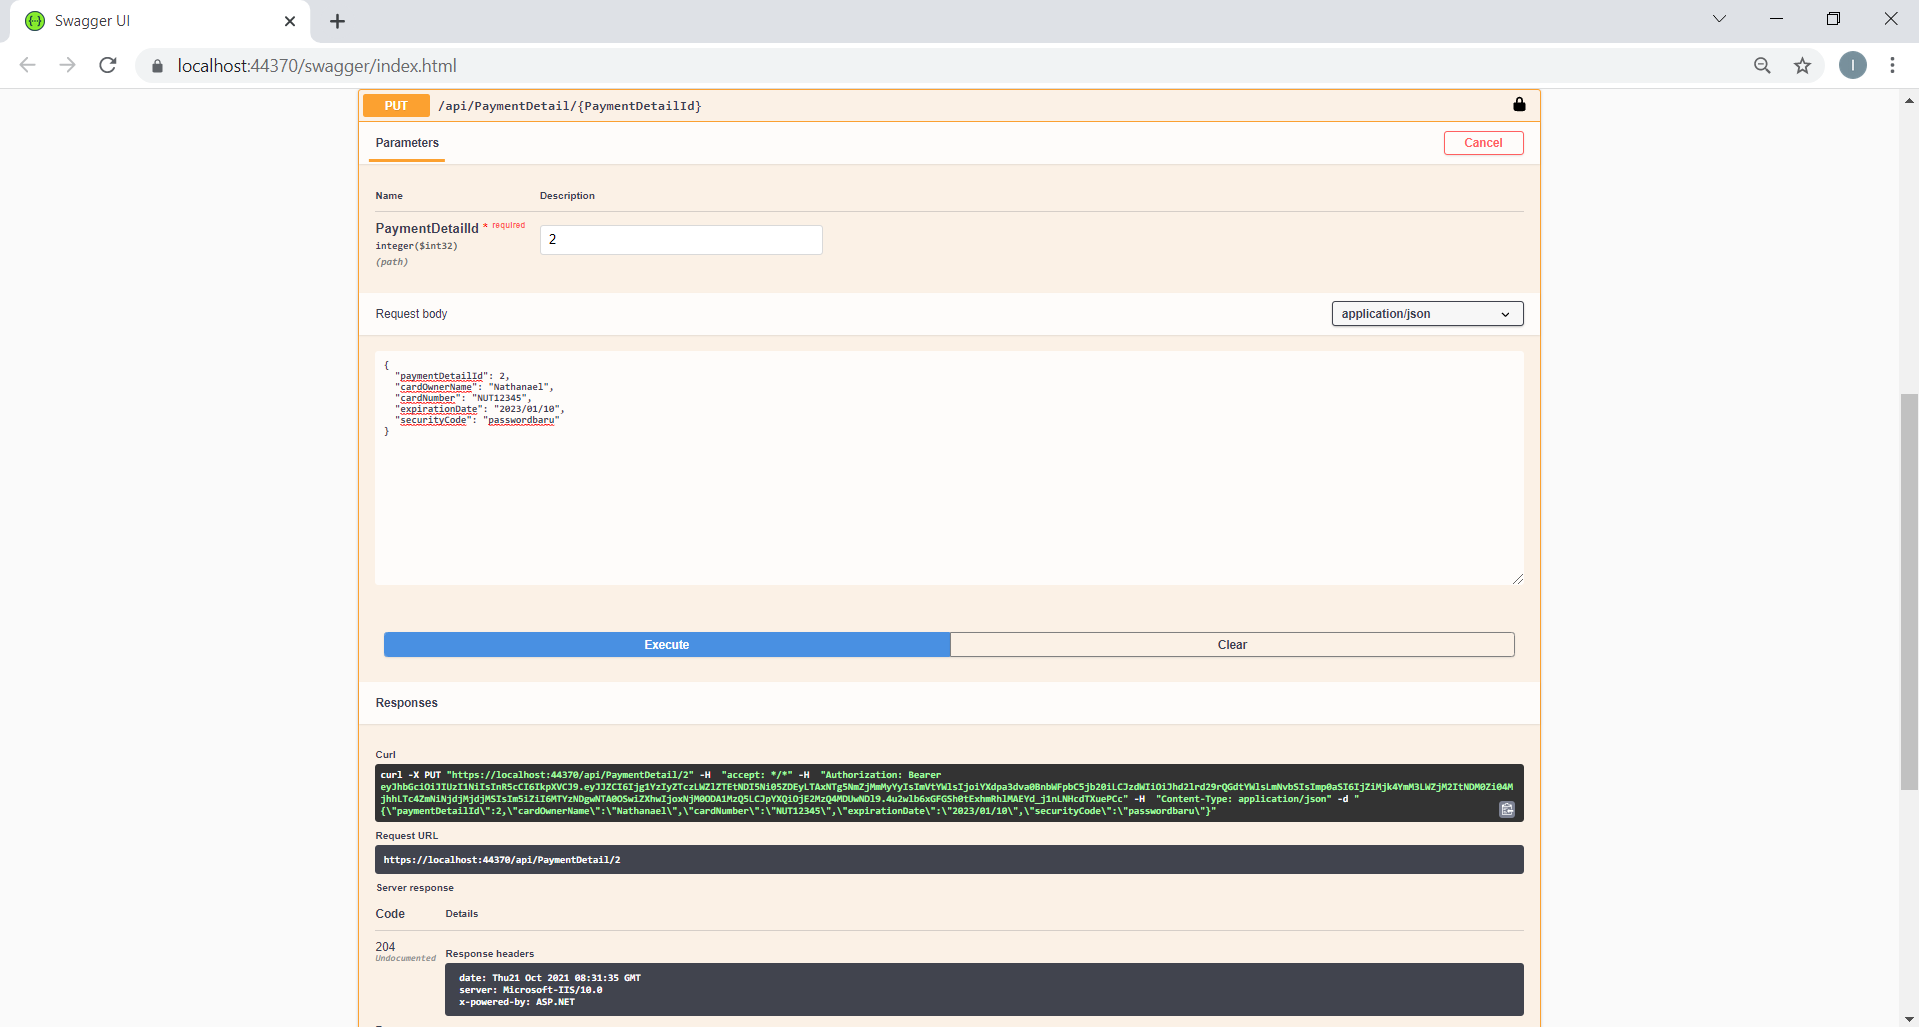 Swagger UI
localhost:44370/swagger/index.html
I
PUT /api/PaymentDetail/{PaymentDetailId}
Parameters
Cancel
Name Description
PaymentDetailId * required
integer($int32)
(path)
2
Request body
application/json
{
"paymentDetailId": 2,
"cardOwnerName": "Nathanael",
"cardNumber": "NUT12345",
"expirationDate": "2023/01/10",
"securityCode": "passwordbaru"
}
Execute Clear
Responses
Curl
curl -X PUT "https://localhost:44370/api/PaymentDetail/2" -H "accept: */*" -H "Authorization: Bearer
-H "Content-Type: application/json" -d "
{\"paymentDetailId\":2,\"cardOwnerName\":\"Nathanael\",\"cardNumber\":\"NUT12345\",\"expirationDate\":\"2023/01/10\",\"securityCode\":\"passwordbaru\"}"
Request URL
https://localhost:44370/api/PaymentDetail/2
Server response
Code Details
204
Undocumented
Response headers
date: Thu21 Oct 2021 08:31:35 GMT
server: Microsoft-IIS/10.0
x-powered-by: ASP.NET